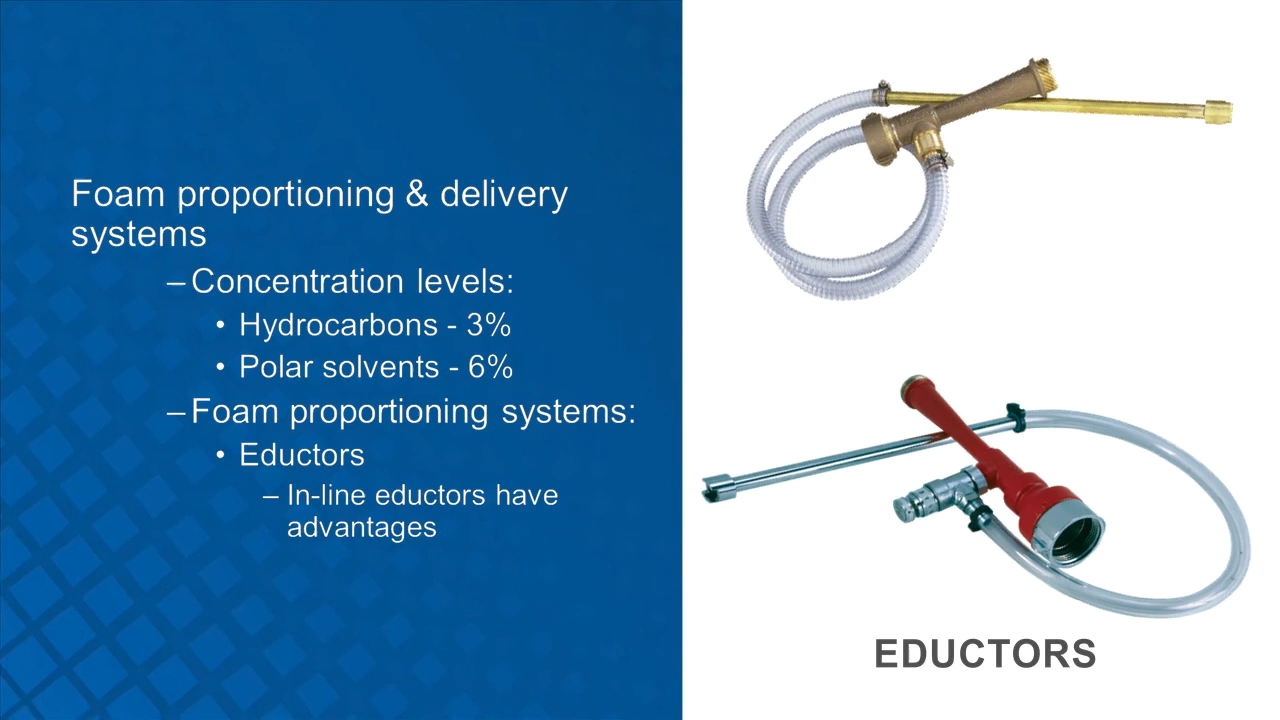 Foam proportioning & delivery
systems
– Concentration levels:
• Hydrocarbons - 3%
• Polar solvents - 6%
– Foam proportioning systems:
• Eductors
– In-line eductors have
advantages
EDUCTORS